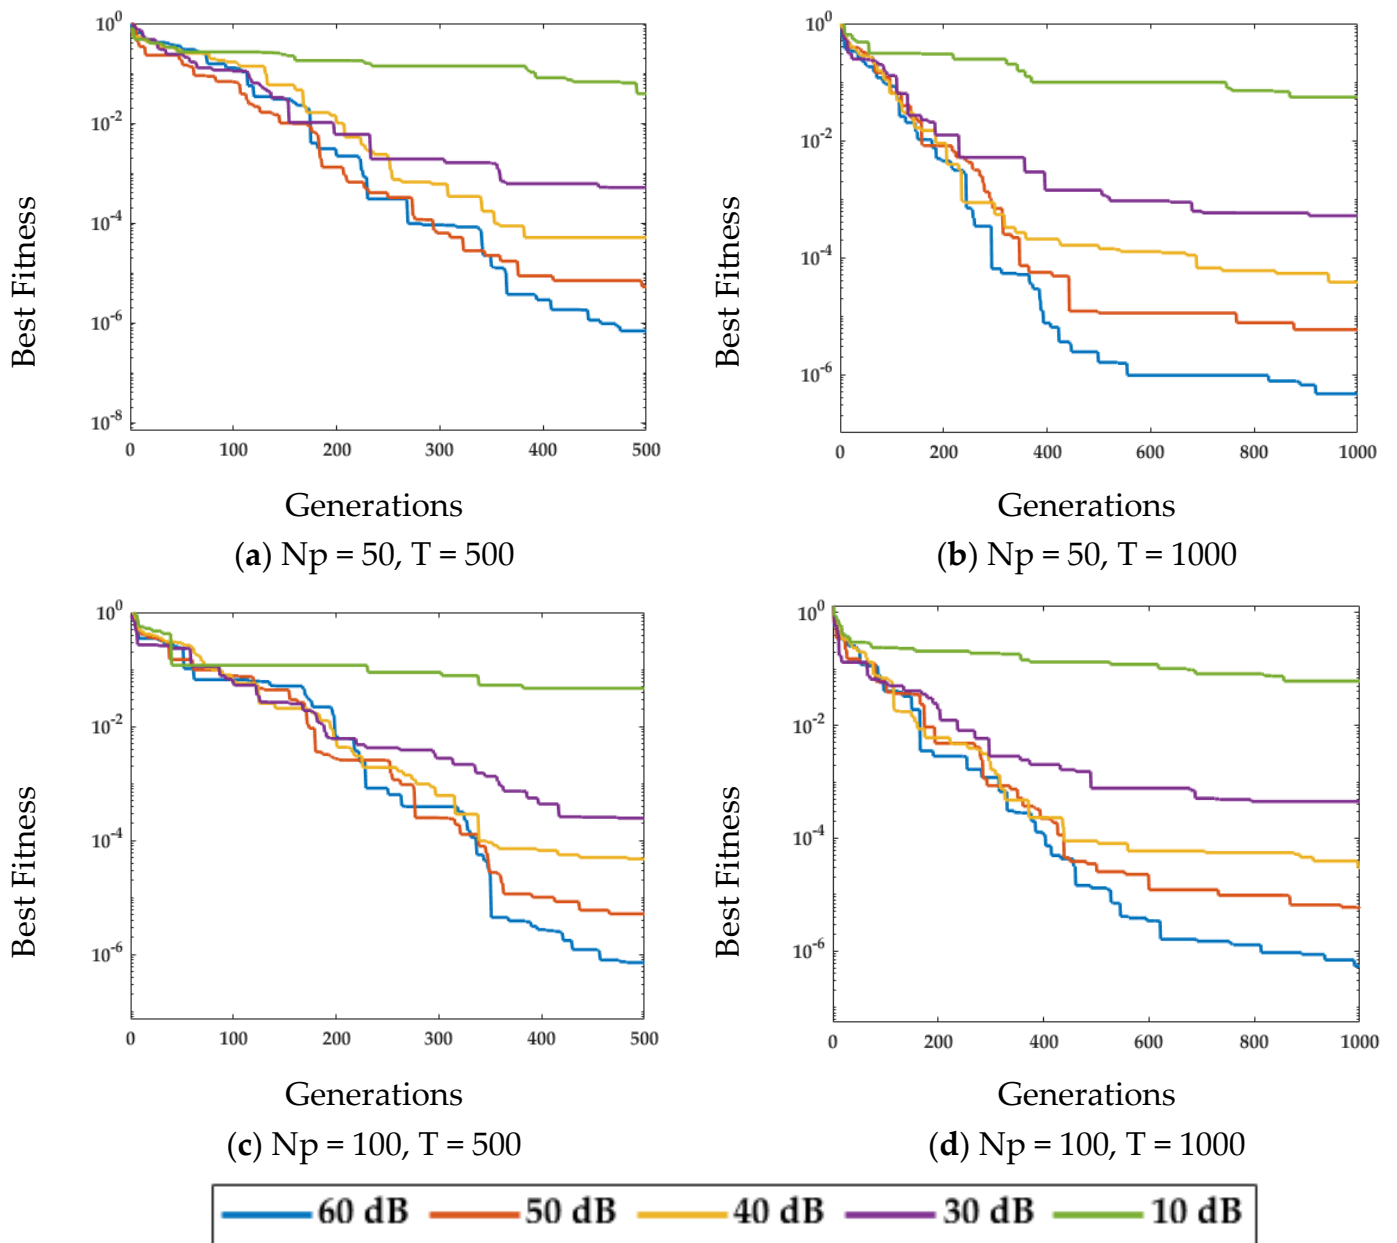 10^0
10^-2
10^-4
10^-6
10^-8
Best Fitness
0 100 200 300 400 500
Generations
(a) Np = 50, T = 500
10^0
10^-2
10^-4
10^-6
Best Fitness
0 200 400 600 800 1000
Generations
(b) Np = 50, T = 1000
10^0
10^-2
10^-4
10^-6
Best Fitness
0 100 200 300 400 500
Generations
(c) Np = 100, T = 500
10^0
10^-2
10^-4
10^-6
Best Fitness
0 200 400 600 800 1000
Generations
(d) Np = 100, T = 1000
60 dB 50 dB 40 dB 30 dB 10 dB